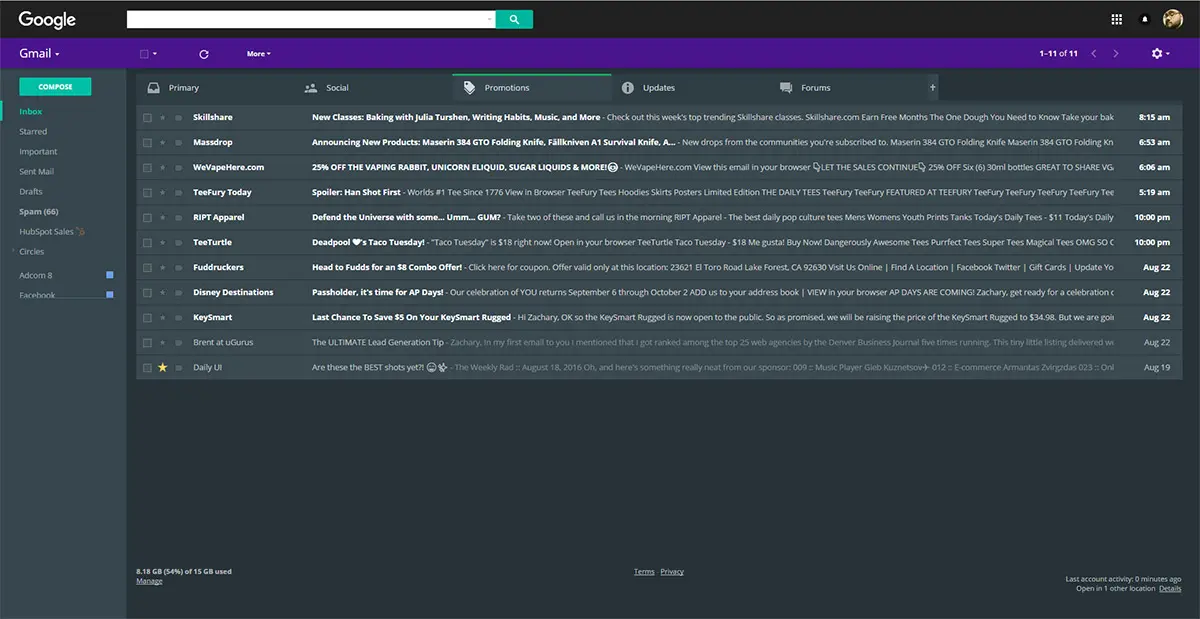 Google
Gmail
More
1–11 of 11
COMPOSE
Inbox
Starred
Important
Sent Mail
Drafts
Spam (66)
HubSpot Sales
Circles
Adcom 8
Facebook
Primary
Social
Promotions
Updates
Forums
+
Skillshare New Classes: Baking with Julia Turshen, Writing Habits, Music, and More - Check out this week's top trending Skillshare classes. Skillshare.com Earn Free Months The One Dough You Need to Know Take your bak 8:15 am
Massdrop Announcing New Products: Maserin 384 GTO Folding Knife, Fällkniven A1 Survival Knife, A... - New drops from the communities you're subscribed to. Maserin 384 GTO Folding Knife Maserin 384 GTO Folding Kn 6:53 am
WeVapeHere.com 25% OFF THE VAPING RABBIT, UNICORN ELIQUID, SUGAR LIQUIDS & MORE! - WeVapeHere.com View this email in your browser LET THE SALES CONTINUE 25% OFF Six (6) 30ml bottles GREAT TO SHARE VG 6:06 am
TeeFury Today Spoiler: Han Shot First - Worlds #1 Tee Since 1776 View in Browser TeeFury Tees Hoodies Skirts Posters Limited Edition THE DAILY TEES TeeFury TeeFury FEATURED AT TEEFURY TeeFury TeeFury TeeFury TeeFury Tee 5:19 am
RIPT Apparel Defend the Universe with some... Umm... GUM? - Take two of these and call us in the morning RIPT Apparel - The best daily pop culture tees Mens Womens Youth Prints Tanks Today's Daily Tees - $11 Today's Daily 10:00 pm
TeeTurtle Deadpool ❤'s Taco Tuesday! - "Taco Tuesday" is $18 right now! Open in your browser TeeTurtle Taco Tuesday - $18 Me gusta! Buy Now! Dangerously Awesome Tees Purrfect Tees Super Tees Magical Tees OMG SO C 10:00 pm
Fuddruckers Head to Fudds for an $8 Combo Offer! - Click here for coupon. Offer valid only at this location: 23621 El Toro Road Lake Forest, CA 92630 Visit Us Online | Find A Location | Facebook Twitter | Gift Cards | Update Yo Aug 22
Disney Destinations Passholder, it's time for AP Days! - Our celebration of YOU returns September 6 through October 2 ADD us to your address book | VIEW in your browser AP DAYS ARE COMING! Zachary, get ready for a celebration c Aug 22
KeySmart Last Chance To Save $5 On Your KeySmart Rugged - Hi Zachary, OK so the KeySmart Rugged is now open to the public. So as promised, we will be raising the price of the KeySmart Rugged to $34.98. But we are goin Aug 22
Brent at uGurus The ULTIMATE Lead Generation Tip - Zachary, in my first email to you I mentioned that I got ranked among the top 25 web agencies by the Denver Business Journal five times running. This tiny little listing delivered w Aug 22
Daily UI Are these the BEST shots yet?! - The Weekly Rad :: August 18, 2016 Oh, and here's something really neat from our sponsor: 009 :: Music Player Gleb Kuznetsov✈ 012 :: E-commerce Armantas Zvirgzdas 023 :: Onl Aug 19
8.18 GB (54%) of 15 GB used
Manage
Terms Privacy
Last account activity: 0 minutes ago
Open in 1 other location Details